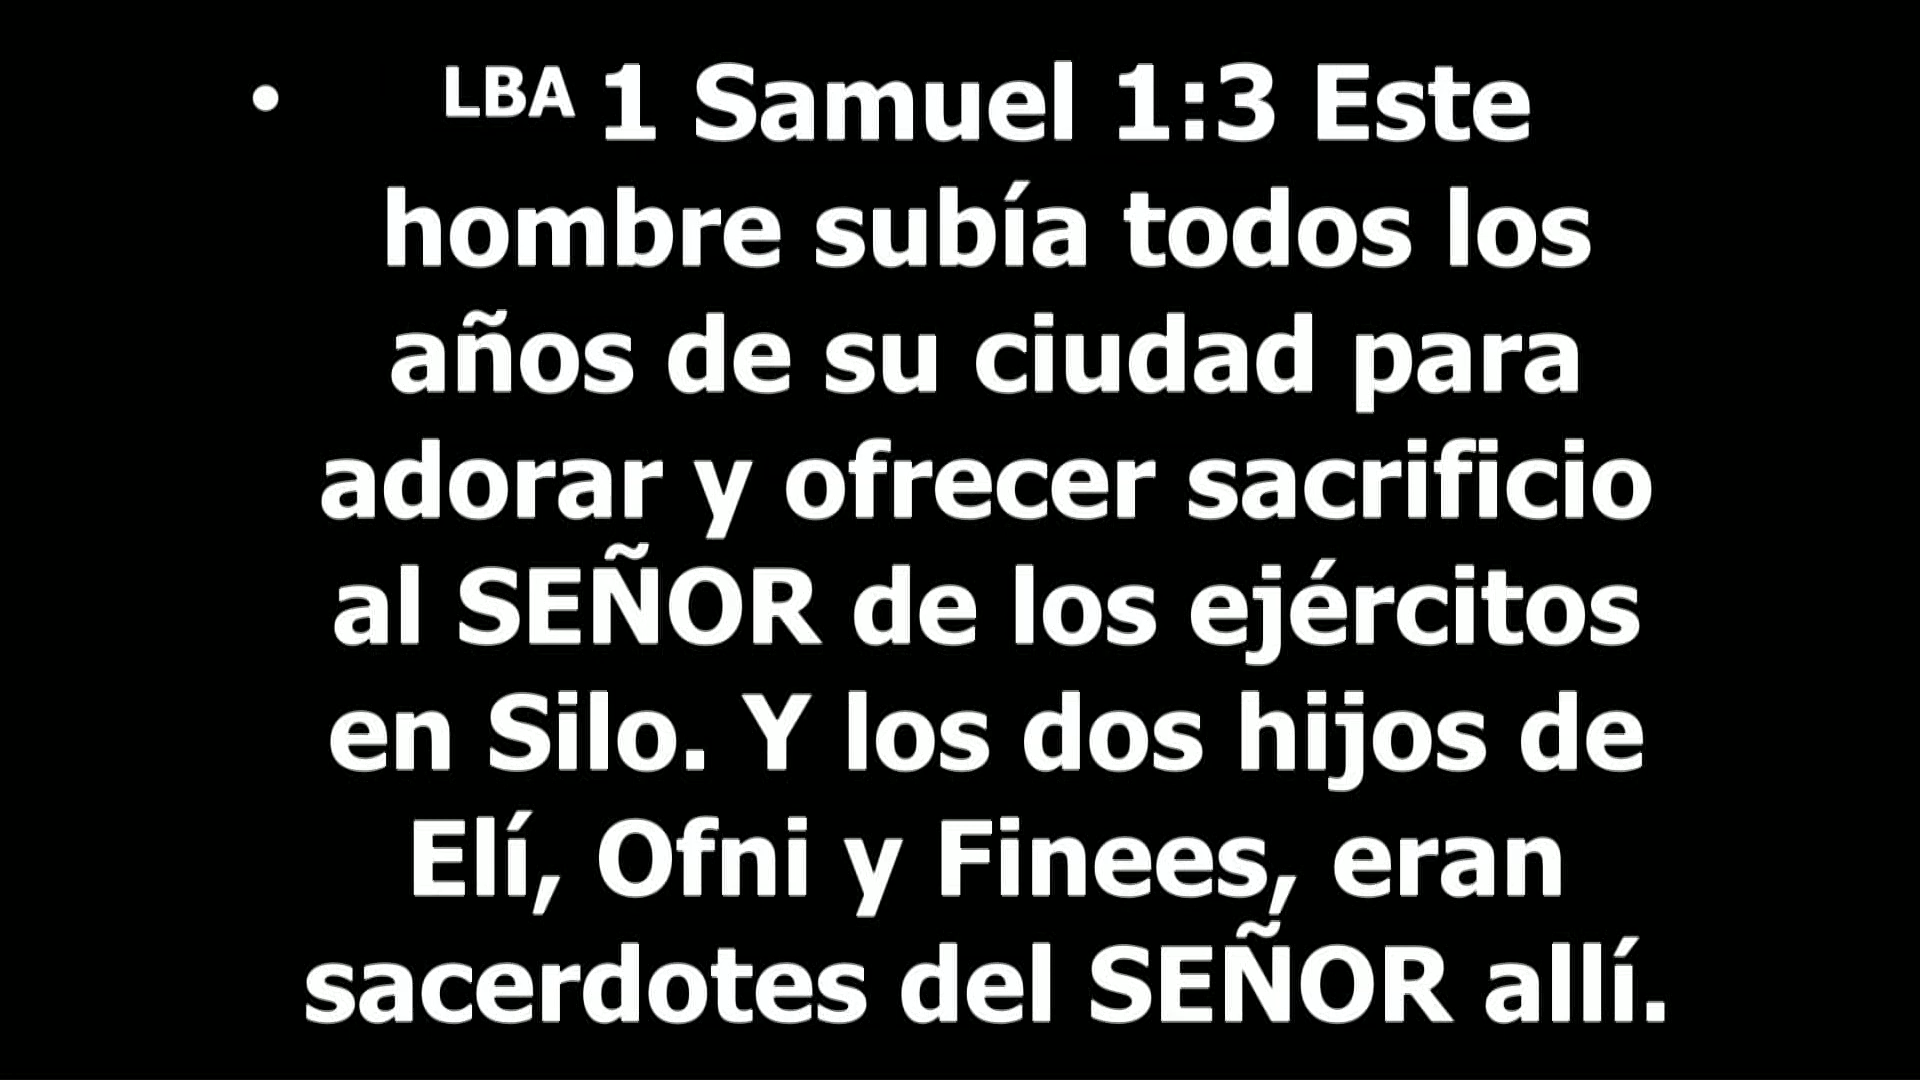 • LBA 1 Samuel 1:3 Este
hombre subía todos los
años de su ciudad para
adorar y ofrecer sacrificio
al SEÑOR de los ejércitos
en Silo. Y los dos hijos de
Elí, Ofni y Finees, eran
sacerdotes del SEÑOR allí.